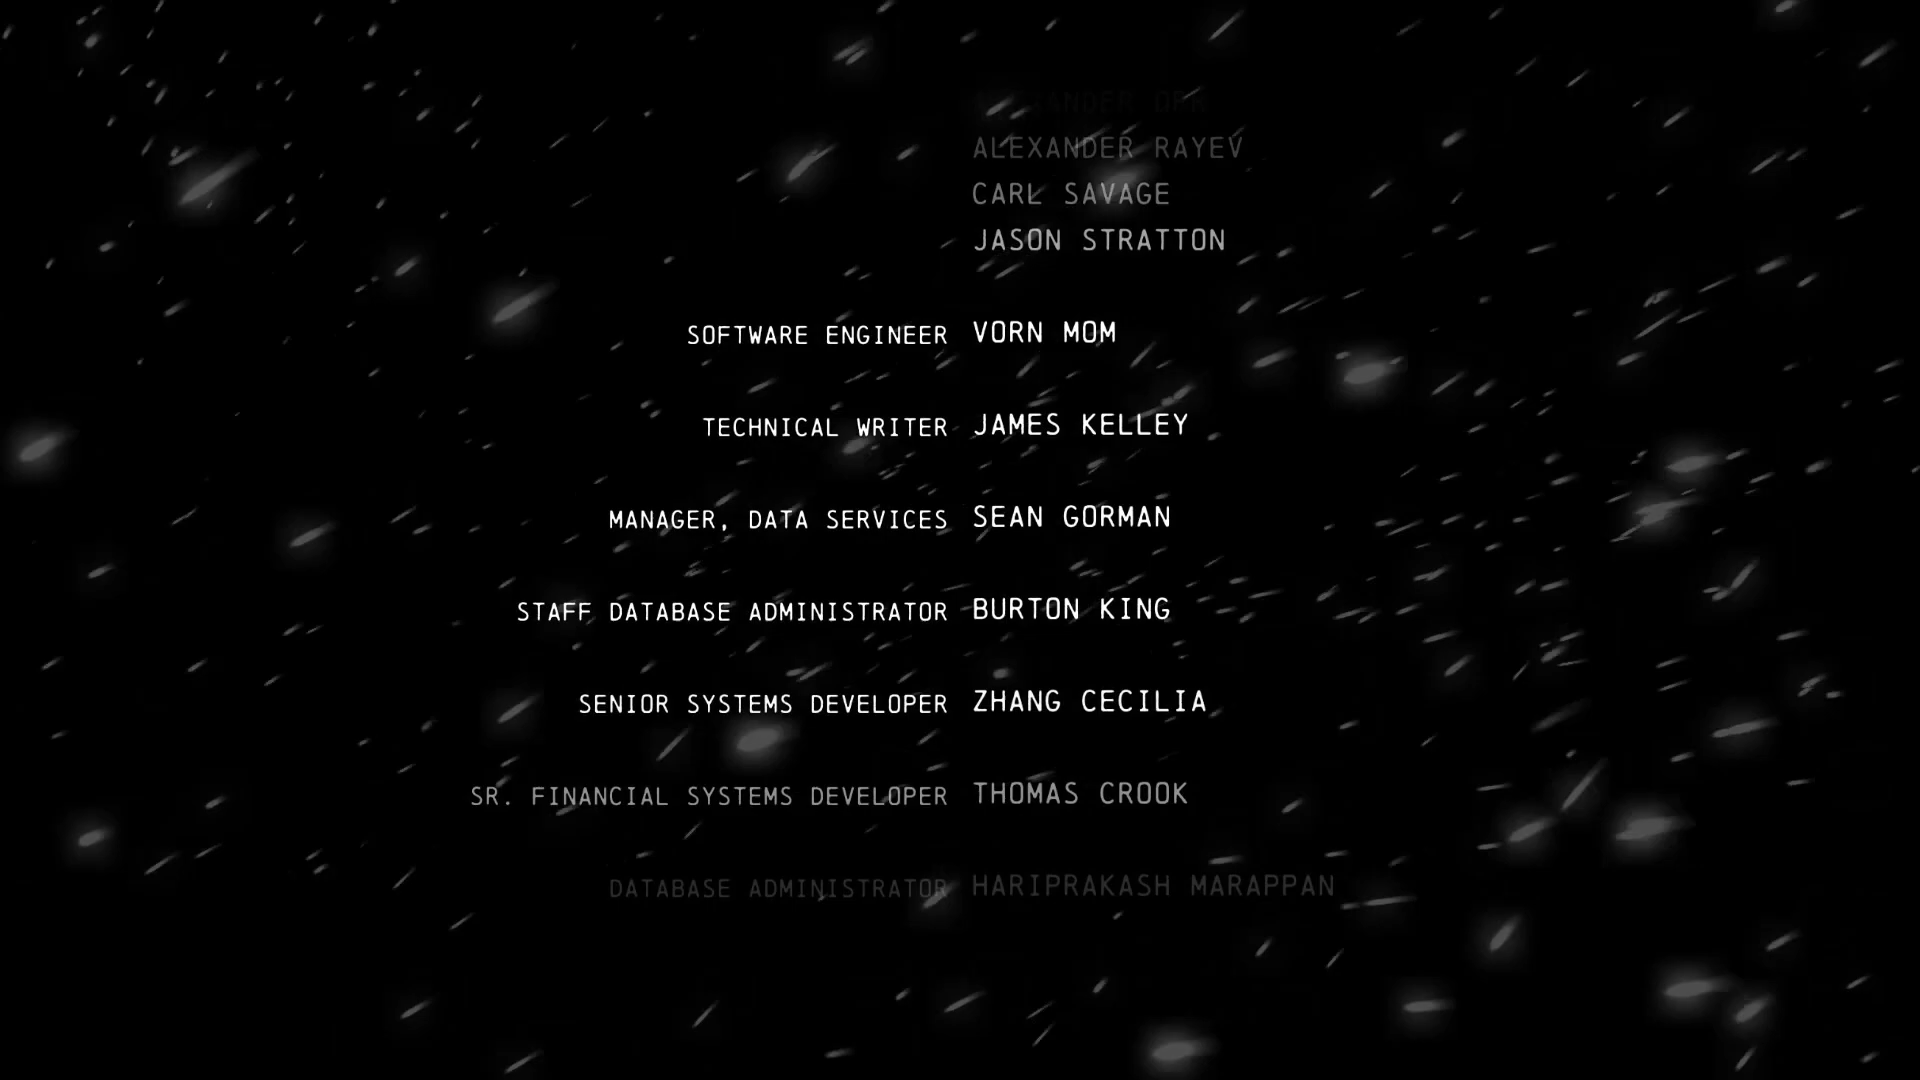 ALEXANDER ORR
ALEXANDER RAYEV
CARL SAVAGE
JASON STRATTON
SOFTWARE ENGINEER VORN MOM
TECHNICAL WRITER JAMES KELLEY
MANAGER, DATA SERVICES SEAN GORMAN
STAFF DATABASE ADMINISTRATOR BURTON KING
SENIOR SYSTEMS DEVELOPER ZHANG CECILIA
SR. FINANCIAL SYSTEMS DEVELOPER THOMAS CROOK
DATABASE ADMINISTRATOR HARIPRAKASH MARAPPAN